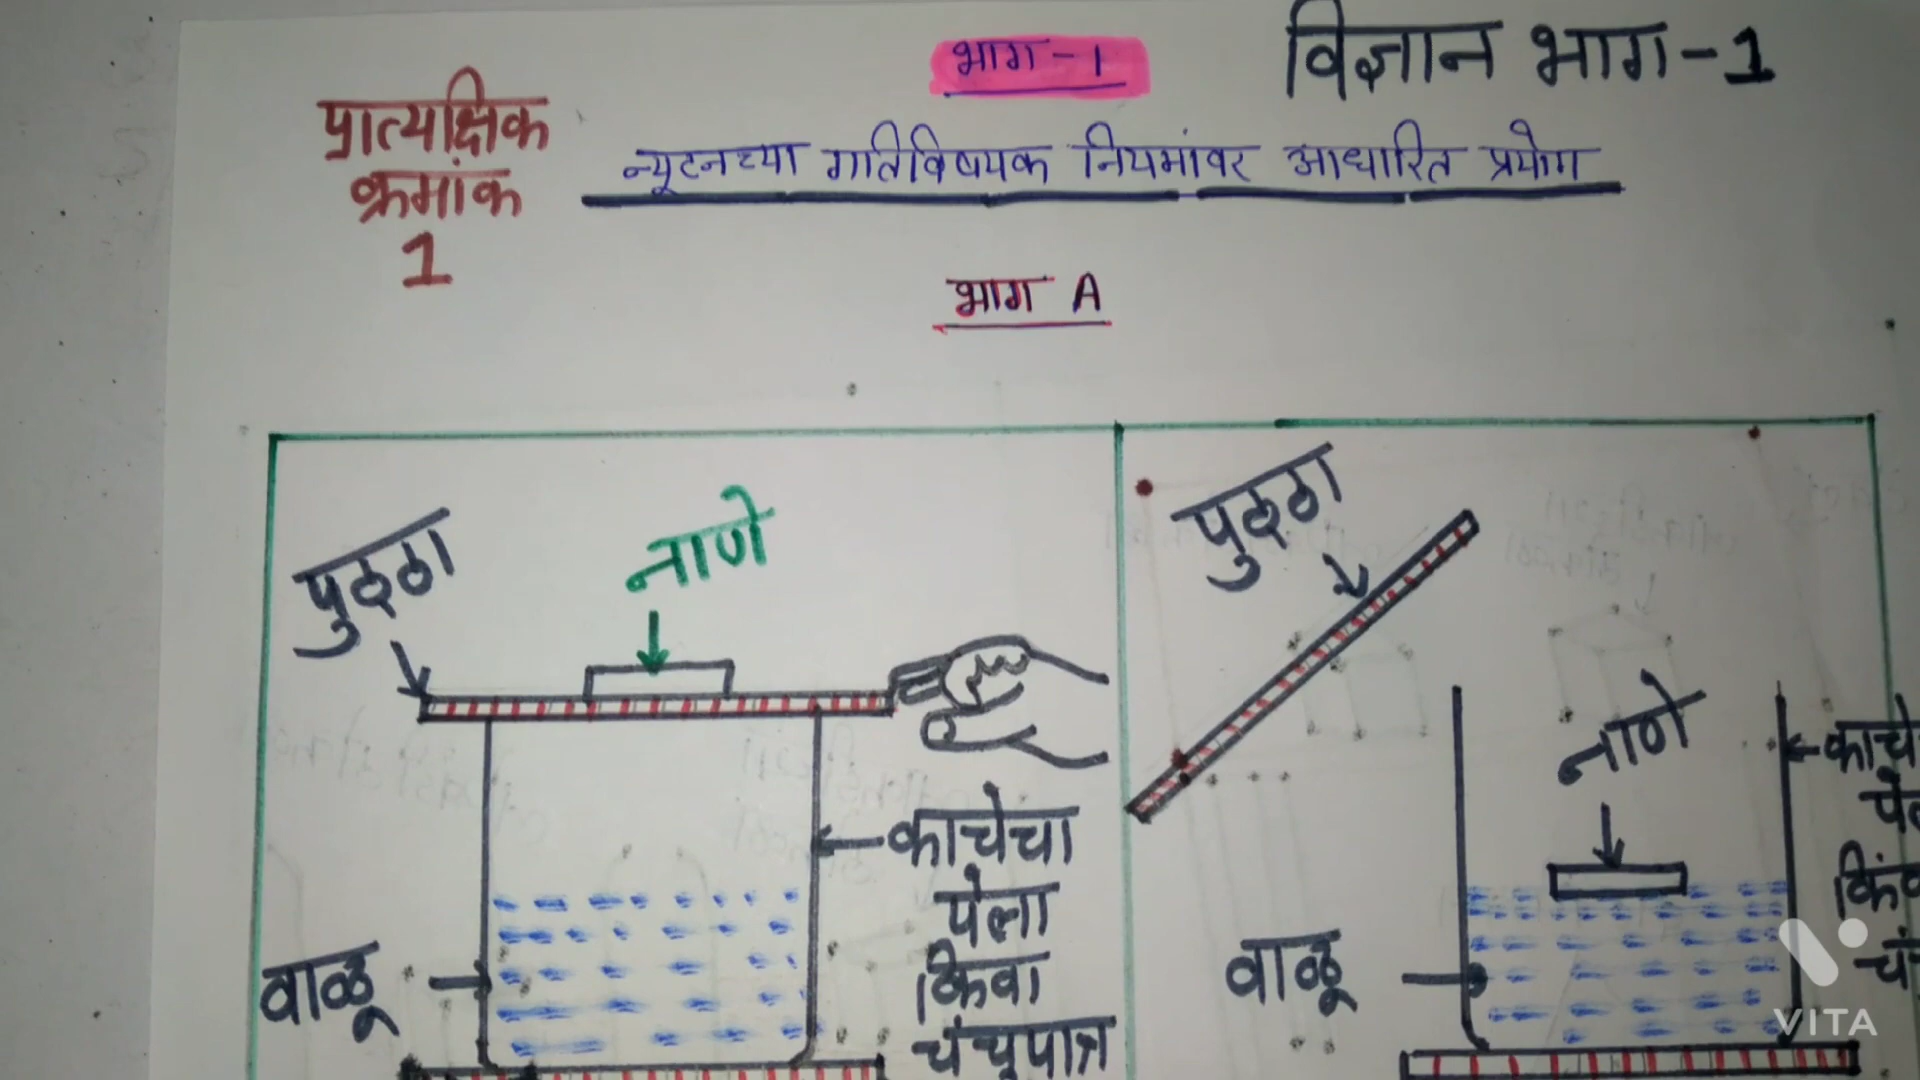 भाग - 1
विज्ञान भाग-1
प्रात्यक्षिक
क्रमांक
1
न्यूटनच्या गतिविषयक नियमांवर आधारित प्रयोग
भाग A
पुठ्ठा
नाणे
काचेचा
पेला
किंवा
चंचूपात्र
वाळू
पुठ्ठा
नाणे
वाळू
VITA